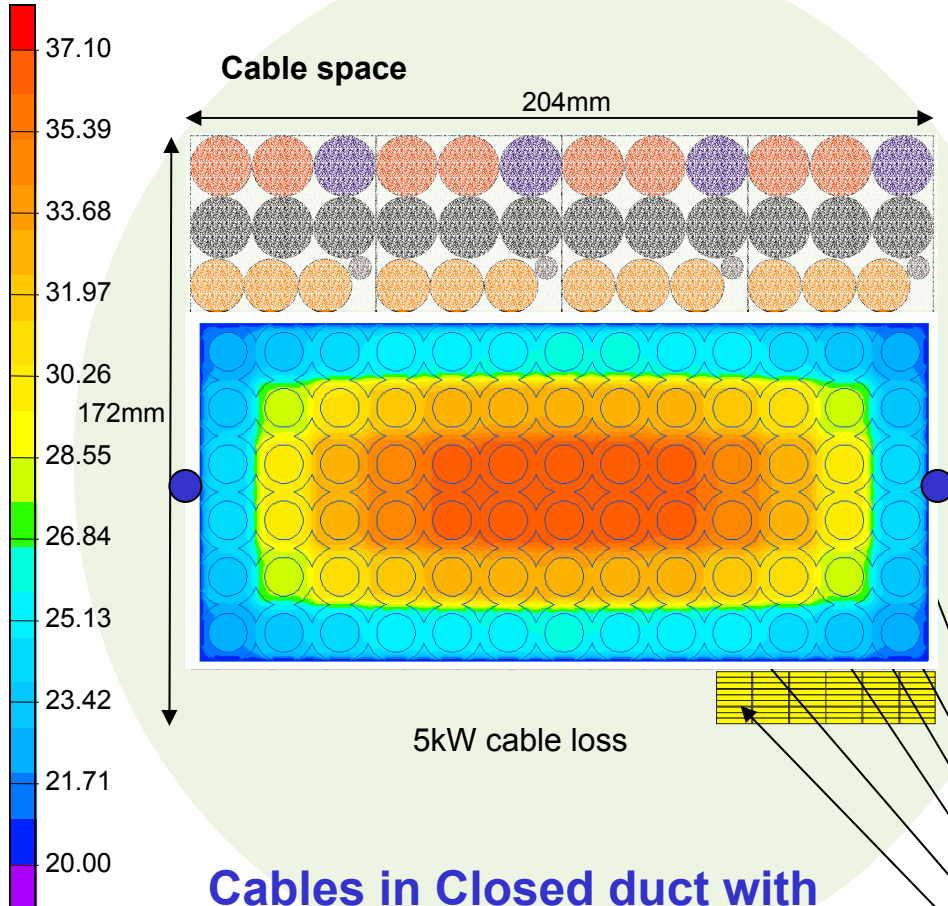 37.10
35.39
33.68
31.97
30.26
28.55
26.84
25.13
23.42
21.71
20.00
Cable space
204mm
172mm
5kW cable loss
Cables in Closed duct with